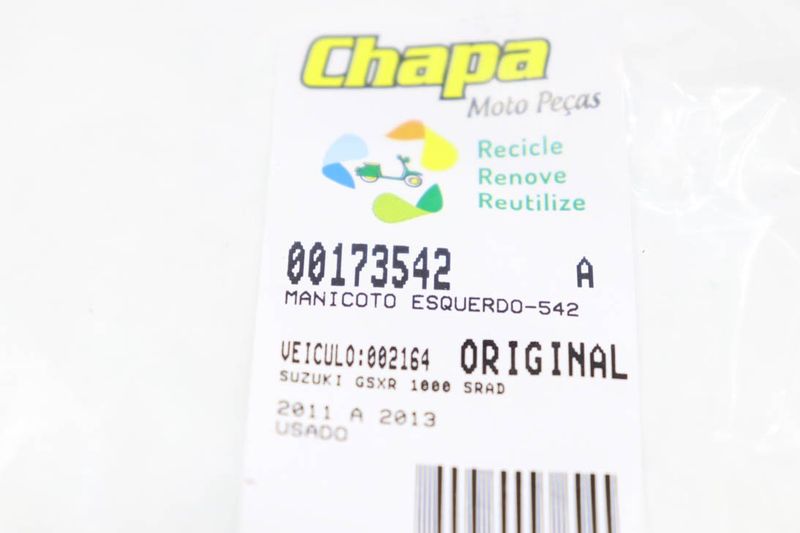 Chapa
Moto Peças
Recicle
Renove
Reutilize
00173542 A
MANICOTO ESQUERDO-542
VEICULO:002164 ORIGINAL
SUZUKI GSXR 1000 SRAD
2011 A 2013
USADO